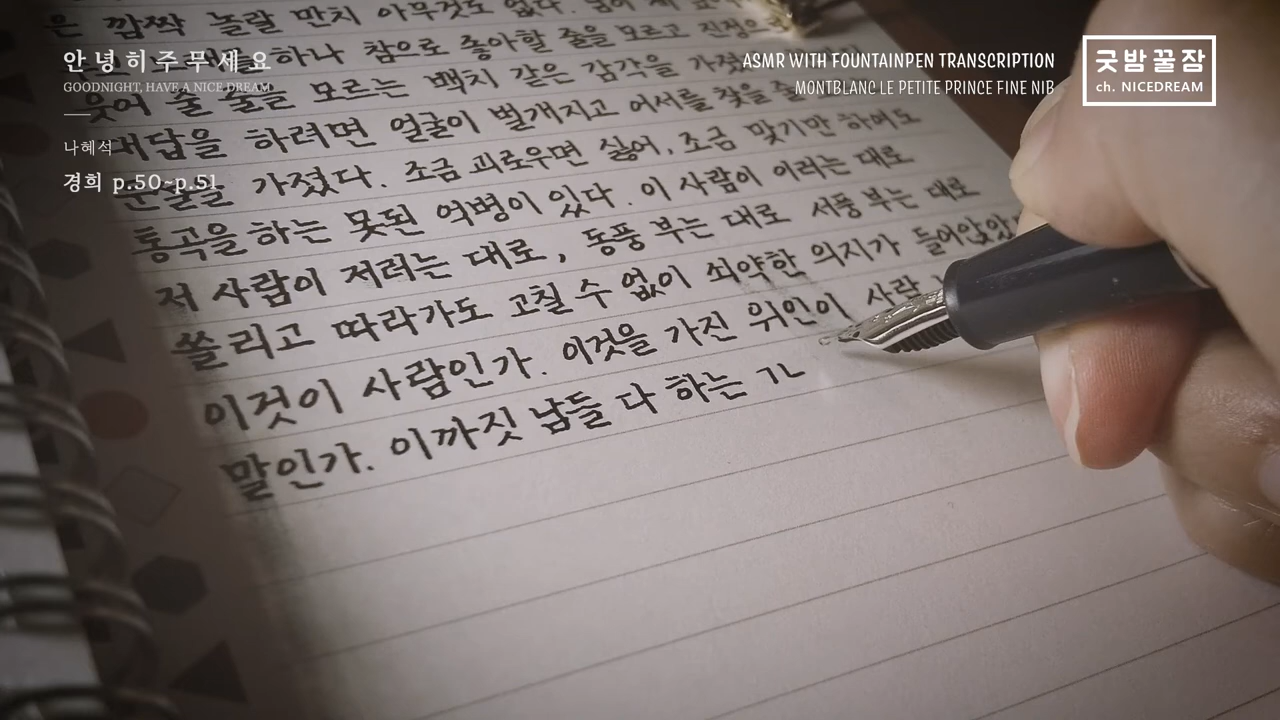 안녕히주무세요
GOODNIGHT, HAVE A NICE DREAM
나혜석
경희 p.50~p.51
ASMR WITH FOUNTAINPEN TRANSCRIPTION
MONTBLANC LE PETITE PRINCE FINE NIB
굿밤꿀잠
ch. NICEDREAM
은 깜짝 놀랄 만치 아무것도 없다.
하나 참으로 좋아할 줄을 모르고 진정으
웃어 줄 줄을 모르는 백치 같은 감각을 가졌
대답을 하려면 얼굴이 벌개지고 어서를 찾을 줄
눈술을 가졌다. 조금 괴로우면 싫어, 조금 맞기만 하여도
통곡을 하는 못된 억병이 있다. 이 사람이 이러는 대로
저 사람이 저러는 대로, 동풍 부는 대로 서풍 부는 대로
쓸리고 따라가도 고칠 수 없이 쇠약한 의지가 들어앉았
이것이 사람인가. 이것을 가진 위인이 사람
말인가. 이까짓 남들 다 하는 ㄱㄴ